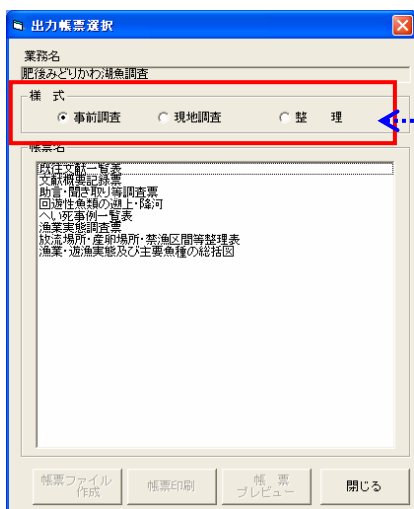 出力帳票選択
業務名
肥後みどりかわ湖魚調査
様 式
事前調査 現地調査 整 理
帳票名
既往文献一覧表
文献概要記録票
助言・聞き取り等調査票
回遊性魚類の遡上・降河
へい死事例一覧表
漁業実態調査票
放流場所・産卵場所・禁漁区間等整理表
漁業・遊漁実態及び主要魚種の総括図
帳票ファイル
作成
帳票印刷
帳 票
プレビュー
閉じる